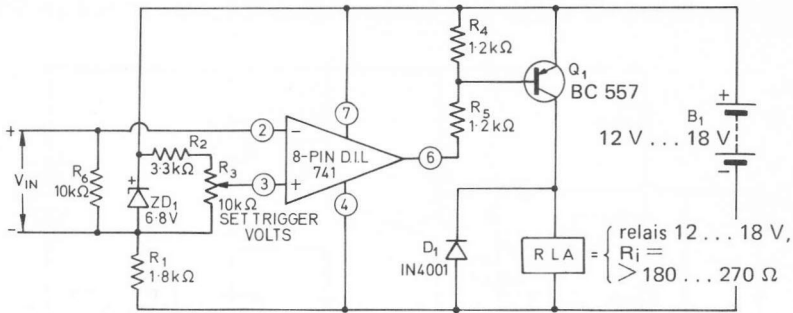 R4
1·2kΩ
Q1
BC 557
R5
1·2kΩ
7
+
2
−
R2
3·3kΩ
8-PIN D.I.L
741
6
+
B1
12 V ... 18 V
−
VIN
R6
10kΩ
R3
10kΩ
3
+
4
ZD1
6·8V
+
SET TRIGGER
VOLTS
−
R1
1·8kΩ
D1
IN4001
RLA
=
relais 12 ... 18 V,
Ri =
> 180 ... 270 Ω